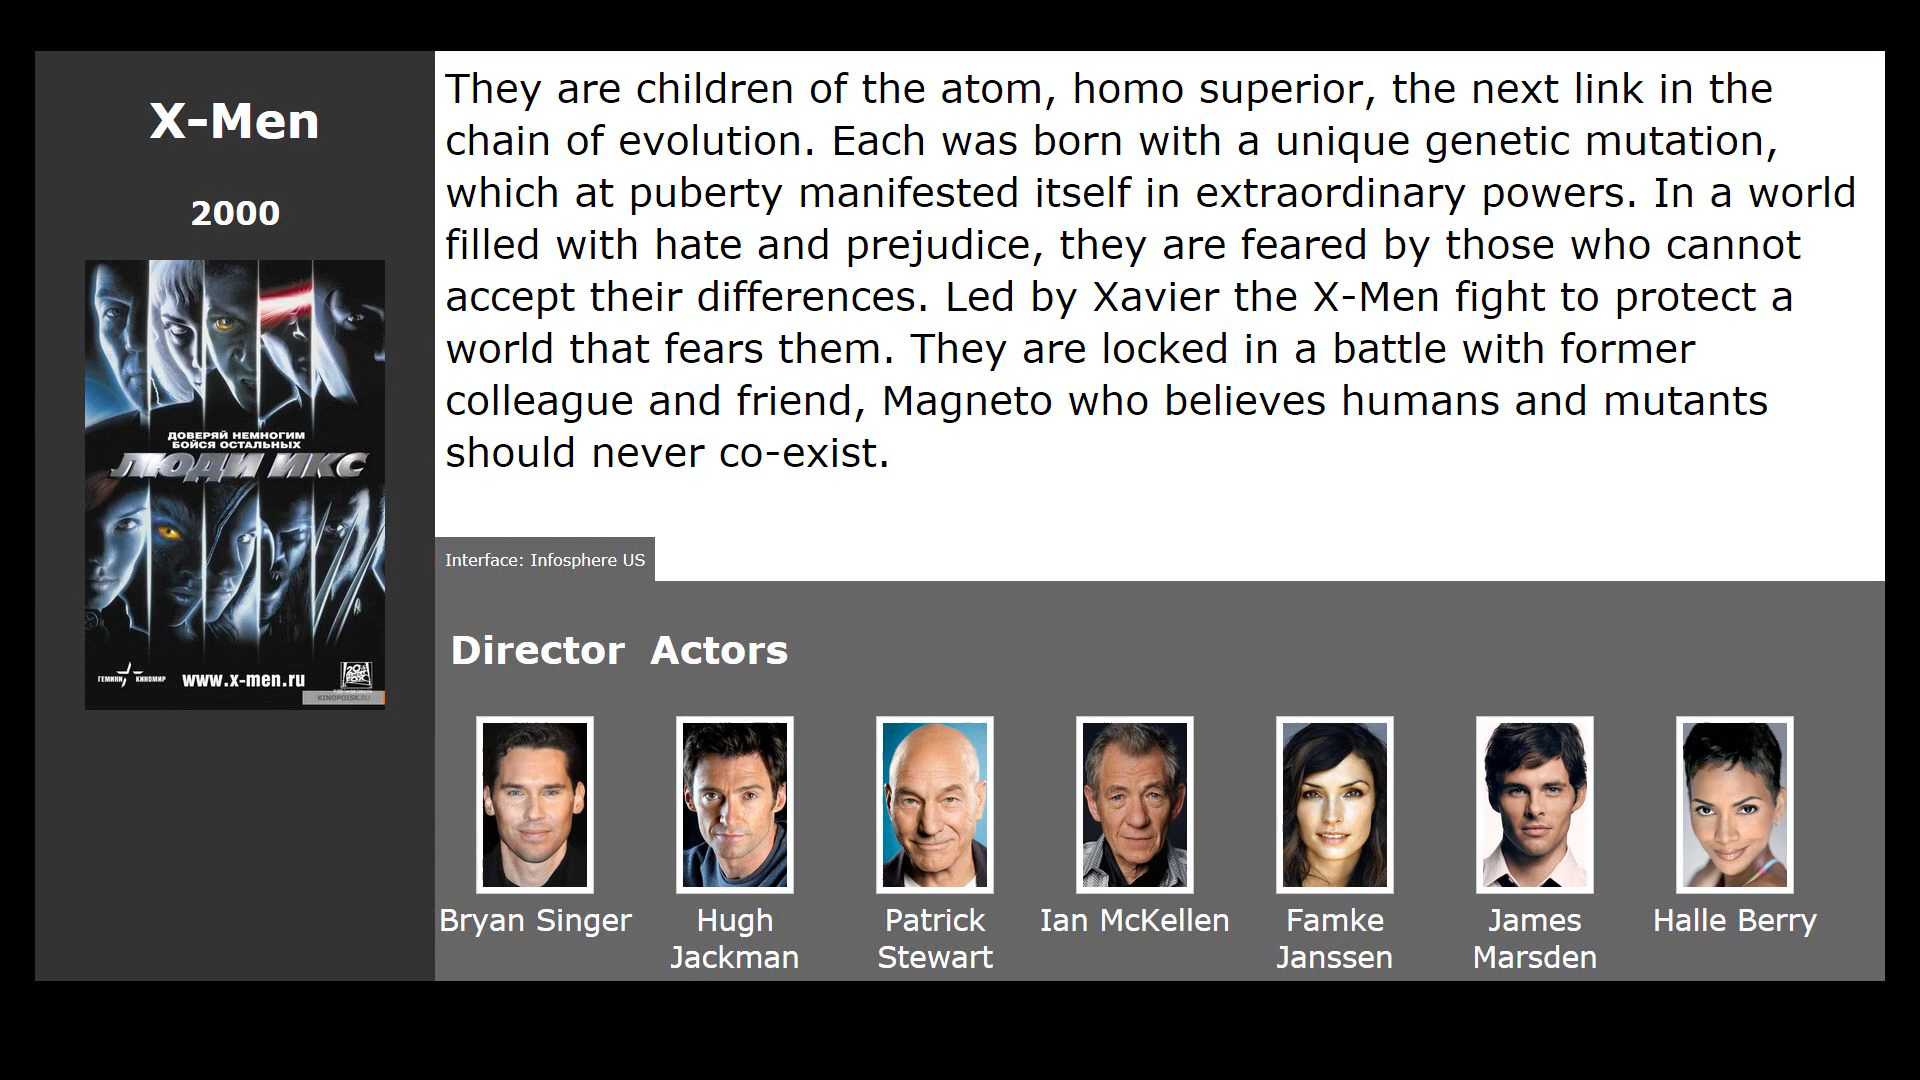 X-Men
2000
ДОВЕРЯЙ НЕМНОГИМ
БОЙСЯ ОСТАЛЬНЫХ
ЛЮДИ ИКС
ГЕМИНИ КИНОМИР
www.x-men.ru
KINOPOISK.RU
They are children of the atom, homo superior, the next link in the
chain of evolution. Each was born with a unique genetic mutation,
which at puberty manifested itself in extraordinary powers. In a world
filled with hate and prejudice, they are feared by those who cannot
accept their differences. Led by Xavier the X-Men fight to protect a
world that fears them. They are locked in a battle with former
colleague and friend, Magneto who believes humans and mutants
should never co-exist.
Interface: Infosphere US
Director Actors
Bryan Singer
Hugh
Jackman
Patrick
Stewart
Ian McKellen
Famke
Janssen
James
Marsden
Halle Berry